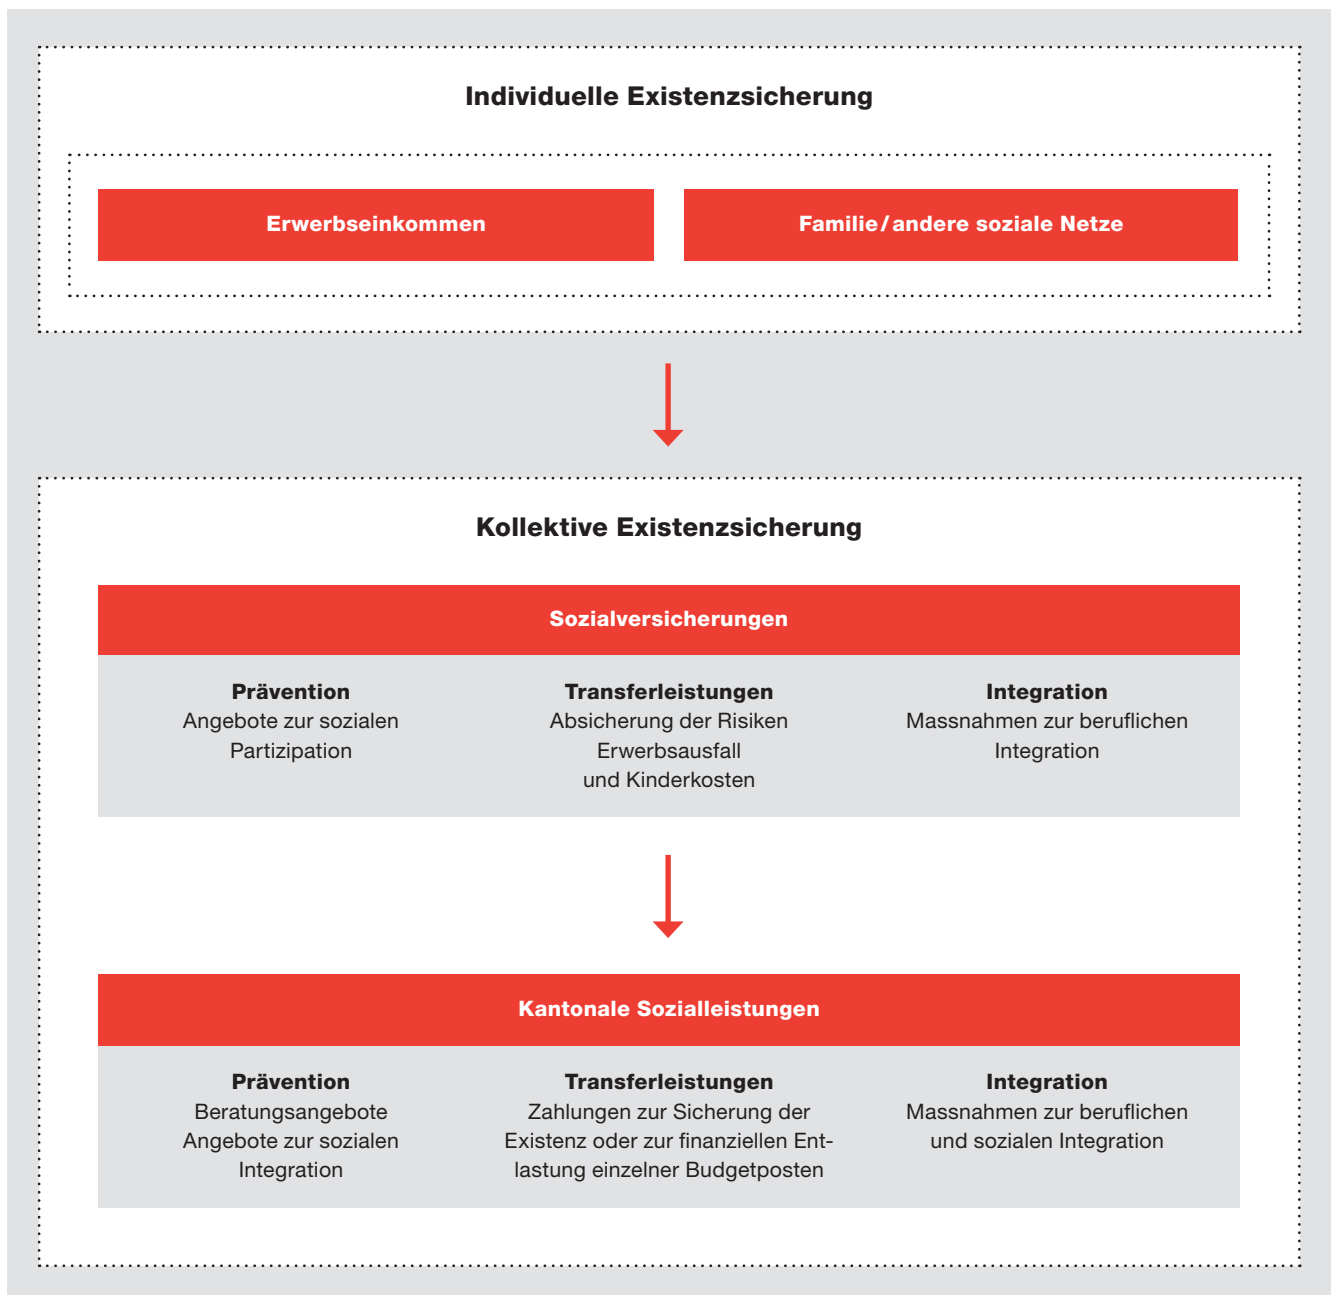 Individuelle Existenzsicherung
Erwerbseinkommen
Familie/andere soziale Netze
Kollektive Existenzsicherung
Sozialversicherungen
Prävention
Angebote zur sozialen
Partizipation
Transferleistungen
Absicherung der Risiken
Erwerbsausfall
und Kinderkosten
Integration
Massnahmen zur beruflichen
Integration
Kantonale Sozialleistungen
Prävention
Beratungsangebote
Angebote zur sozialen
Integration
Transferleistungen
Zahlungen zur Sicherung der
Existenz oder zur finanziellen Ent-
lastung einzelner Budgetposten
Integration
Massnahmen zur beruflichen
und sozialen Integration